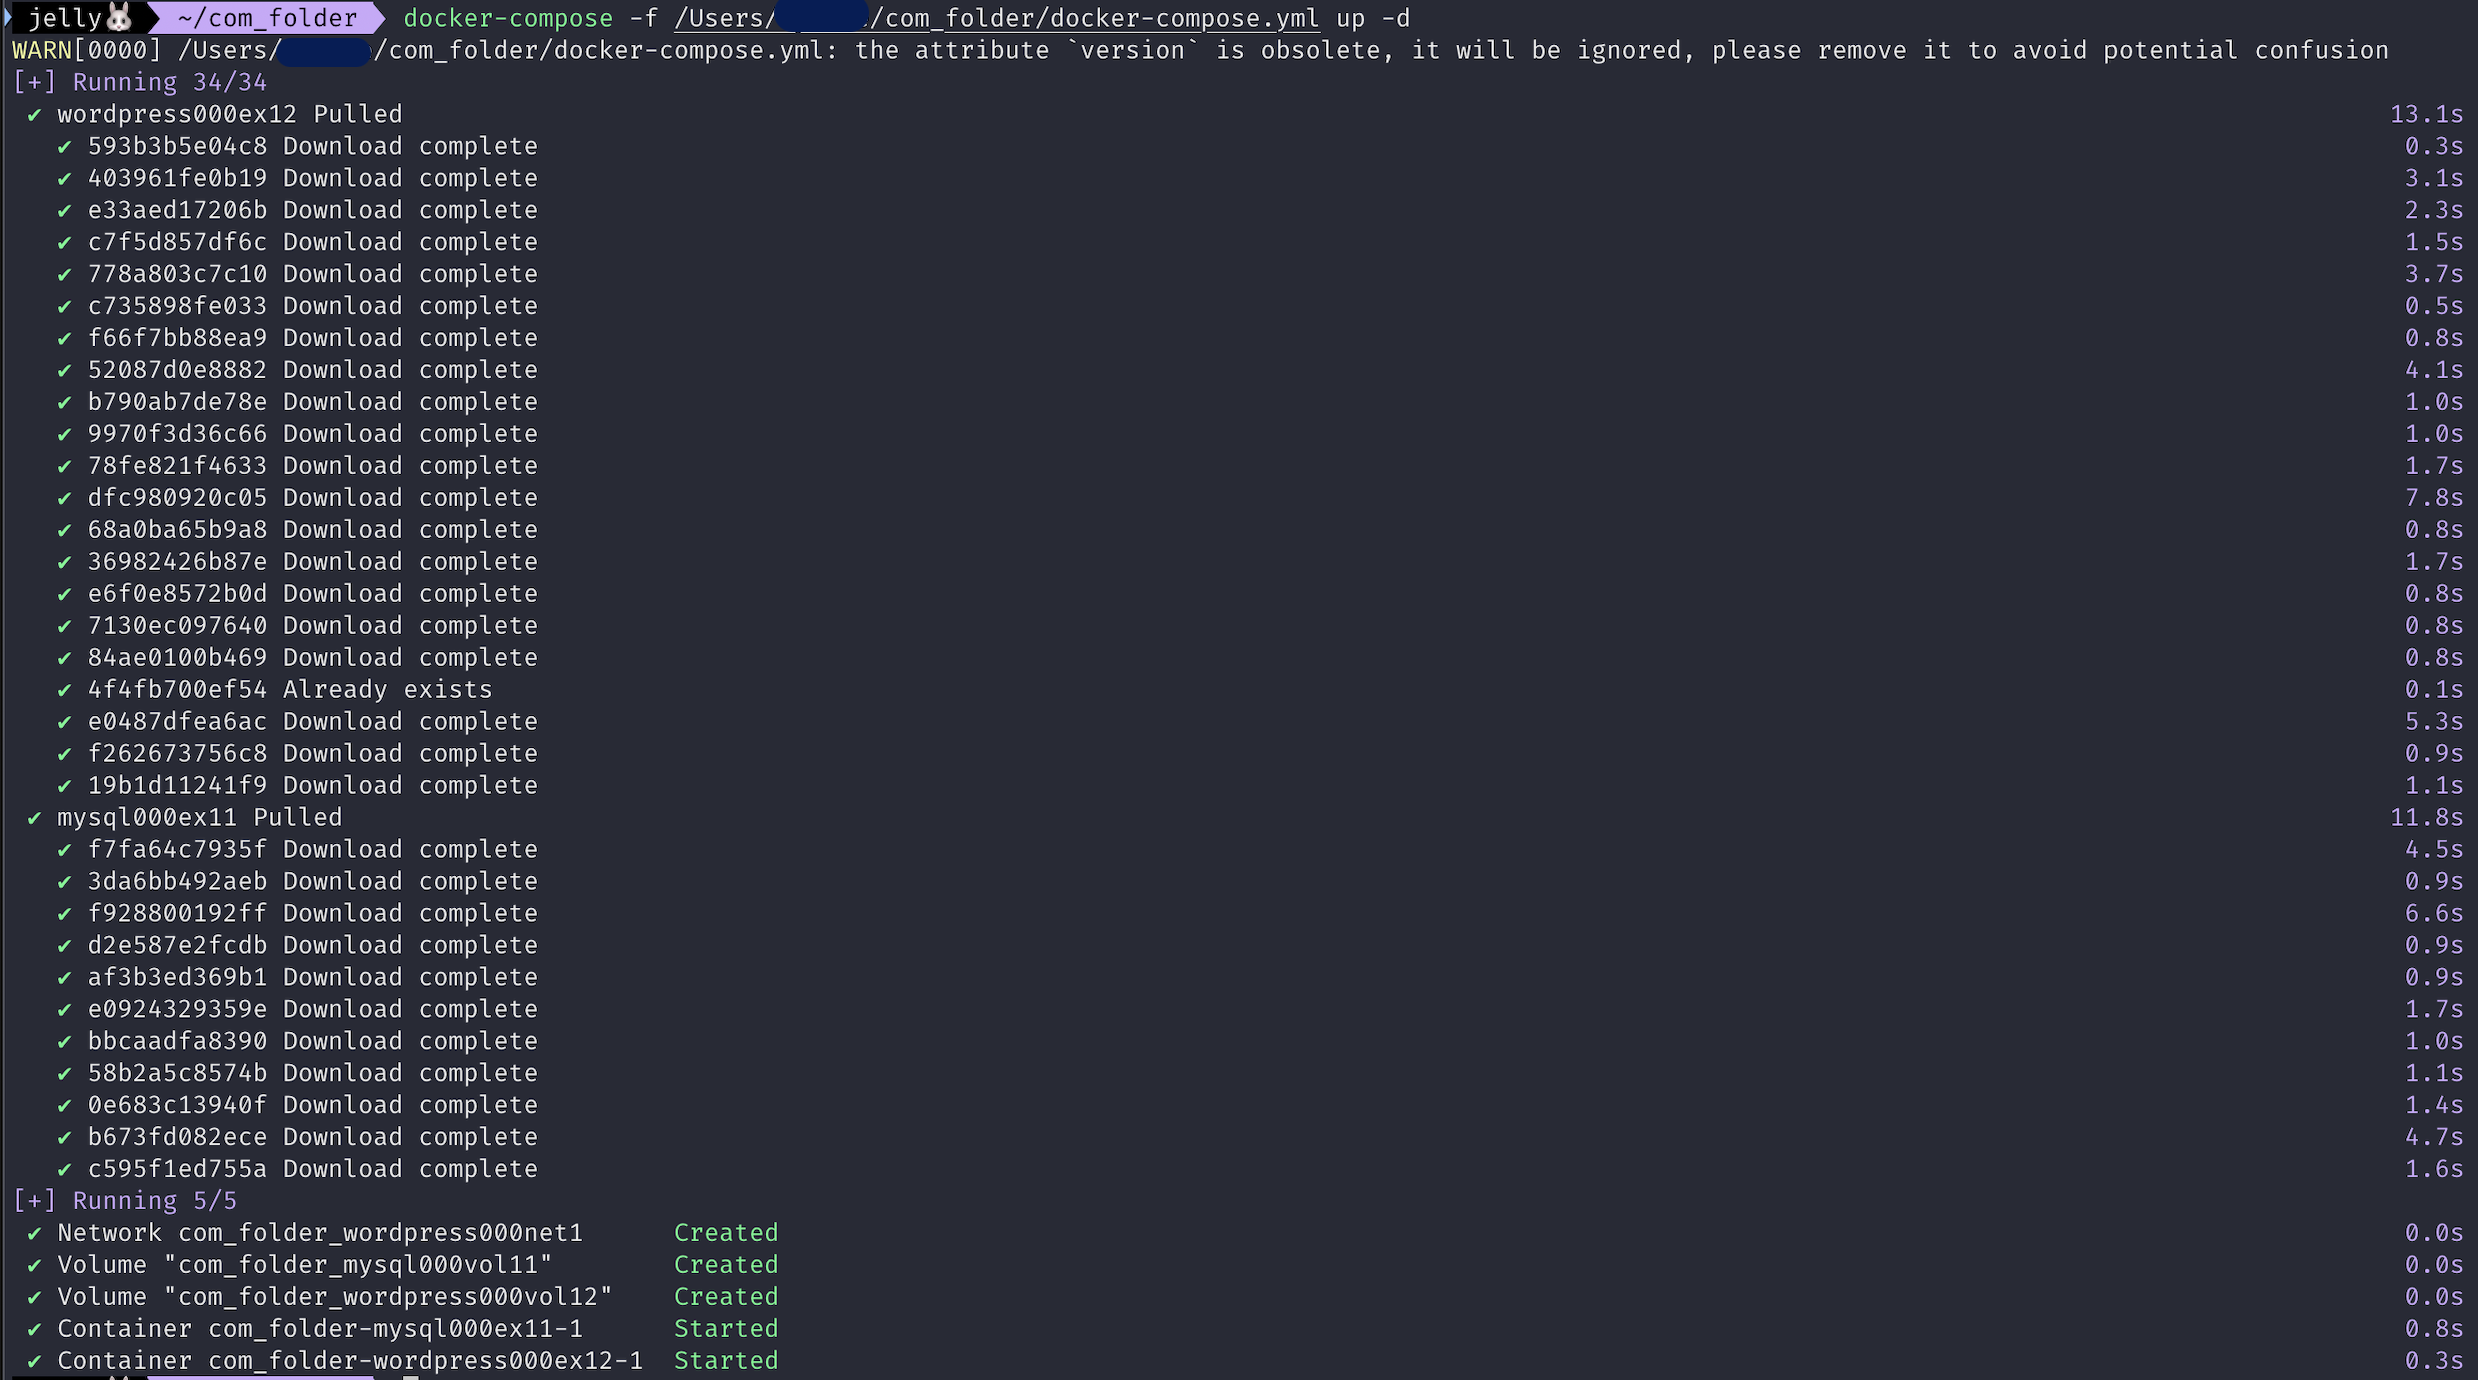 jelly🐰 ~/com_folder docker-compose -f /Users/ /com_folder/docker-compose.yml up -d
WARN[0000] /Users/ /com_folder/docker-compose.yml: the attribute `version` is obsolete, it will be ignored, please remove it to avoid potential confusion
[+] Running 34/34
✔ wordpress000ex12 Pulled 13.1s
✔ 593b3b5e04c8 Download complete 0.3s
✔ 403961fe0b19 Download complete 3.1s
✔ e33aed17206b Download complete 2.3s
✔ c7f5d857df6c Download complete 1.5s
✔ 778a803c7c10 Download complete 3.7s
✔ c735898fe033 Download complete 0.5s
✔ f66f7bb88ea9 Download complete 0.8s
✔ 52087d0e8882 Download complete 4.1s
✔ b790ab7de78e Download complete 1.0s
✔ 9970f3d36c66 Download complete 1.0s
✔ 78fe821f4633 Download complete 1.7s
✔ dfc980920c05 Download complete 7.8s
✔ 68a0ba65b9a8 Download complete 0.8s
✔ 36982426b87e Download complete 1.7s
✔ e6f0e8572b0d Download complete 0.8s
✔ 7130ec097640 Download complete 0.8s
✔ 84ae0100b469 Download complete 0.8s
✔ 4f4fb700ef54 Already exists 0.1s
✔ e0487dfea6ac Download complete 5.3s
✔ f262673756c8 Download complete 0.9s
✔ 19b1d11241f9 Download complete 1.1s
✔ mysql000ex11 Pulled 11.8s
✔ f7fa64c7935f Download complete 4.5s
✔ 3da6bb492aeb Download complete 0.9s
✔ f928800192ff Download complete 6.6s
✔ d2e587e2fcdb Download complete 0.9s
✔ af3b3ed369b1 Download complete 0.9s
✔ e0924329359e Download complete 1.7s
✔ bbcaadfa8390 Download complete 1.0s
✔ 58b2a5c8574b Download complete 1.1s
✔ 0e683c13940f Download complete 1.4s
✔ b673fd082ece Download complete 4.7s
✔ c595f1ed755a Download complete 1.6s
[+] Running 5/5
✔ Network com_folder_wordpress000net1 Created 0.0s
✔ Volume "com_folder_mysql000vol11" Created 0.0s
✔ Volume "com_folder_wordpress000vol12" Created 0.0s
✔ Container com_folder-mysql000ex11-1 Started 0.8s
✔ Container com_folder-wordpress000ex12-1 Started 0.3s